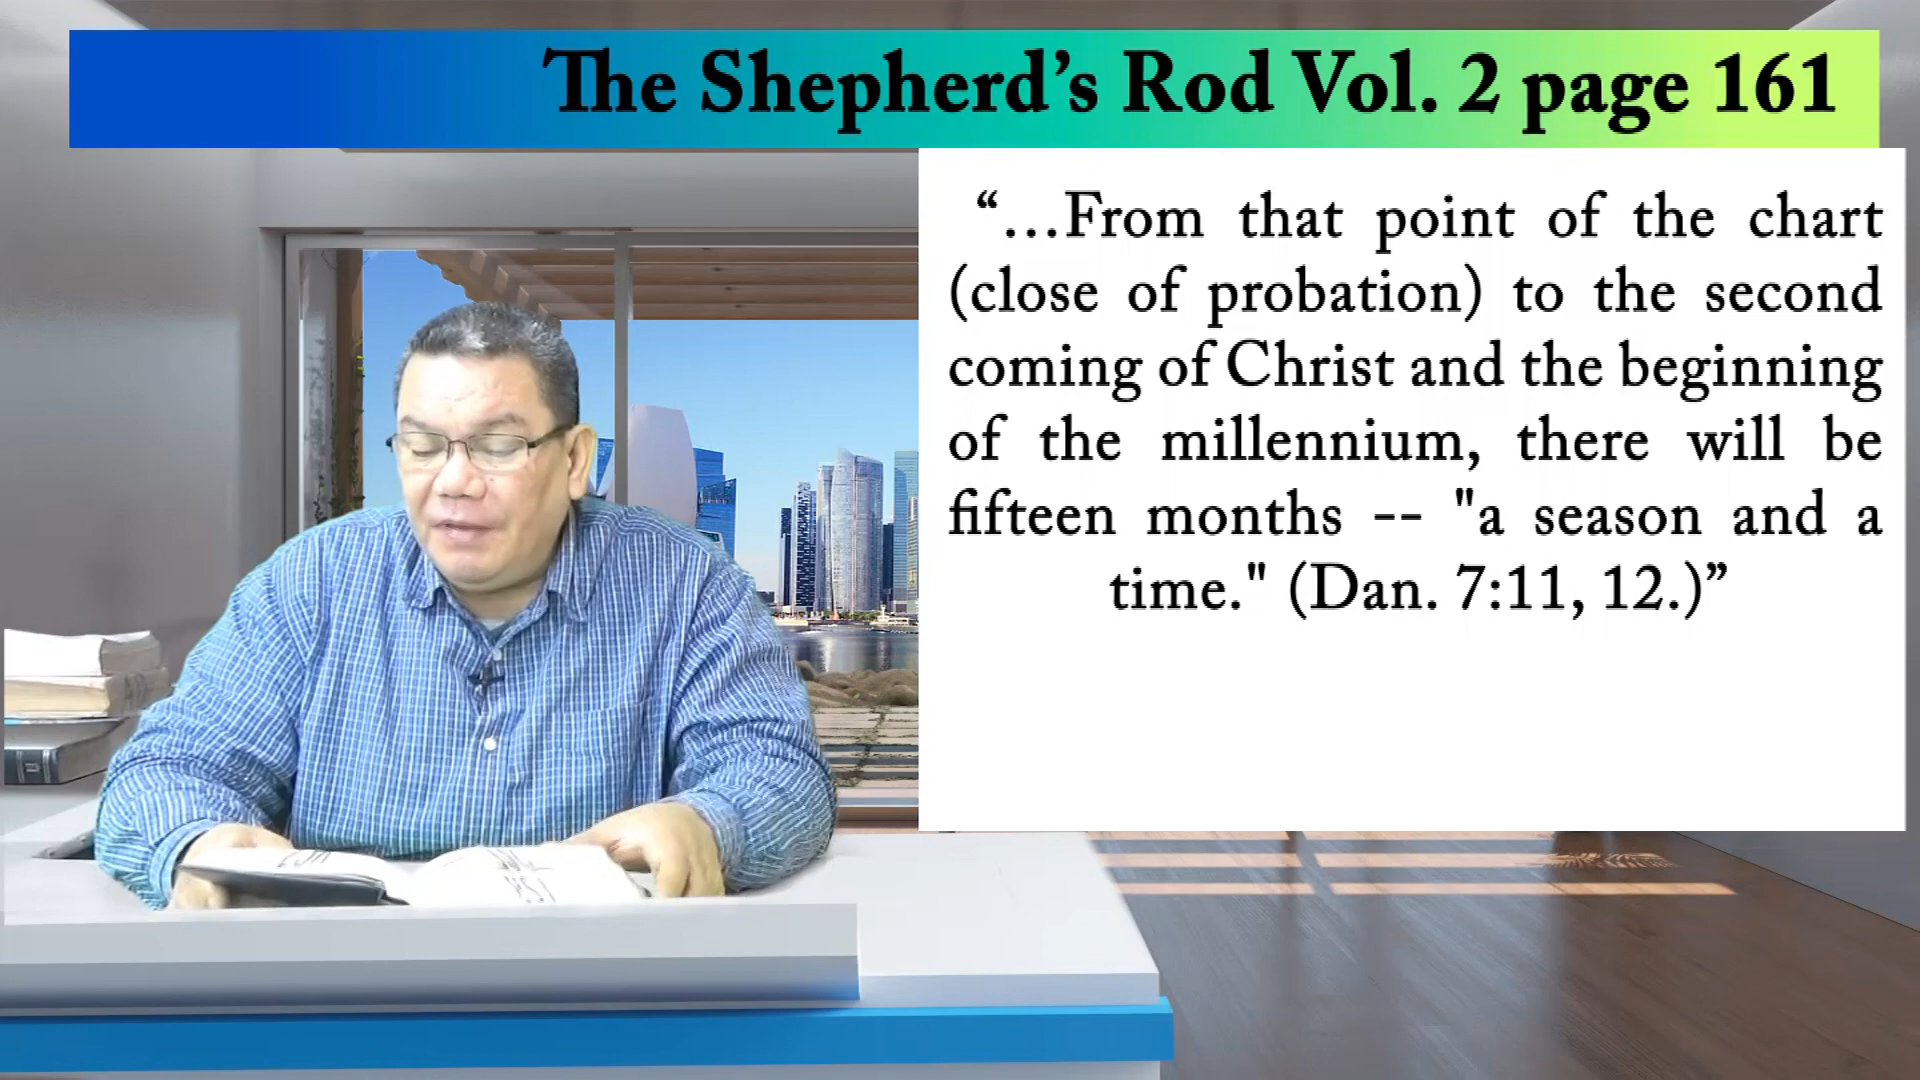 The Shepherd’s Rod Vol. 2 page 161
“...From that point of the chart
(close of probation) to the second
coming of Christ and the beginning
of the millennium, there will be
fifteen months -- "a season and a
time." (Dan. 7:11, 12.)”